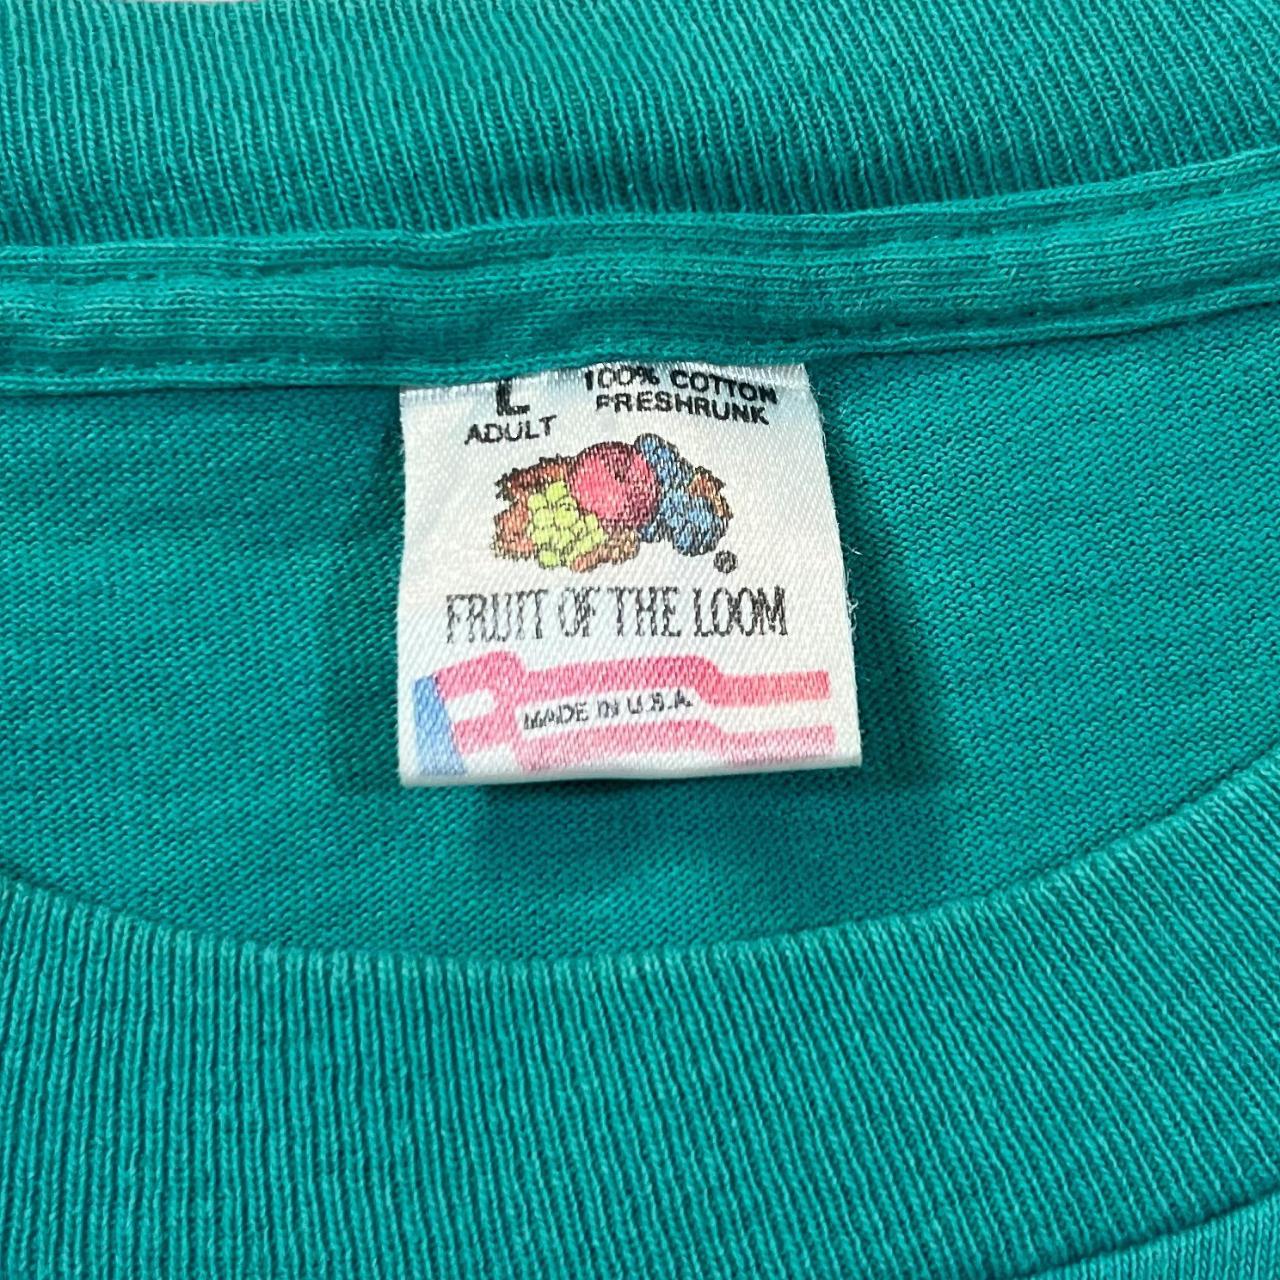 L 100% COTTON
ADULT PRESHRUNK
®
FRUIT OF THE LOOM
MADE IN U.S.A.